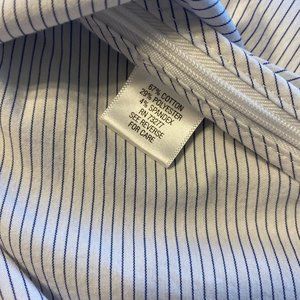 67% COTTON
29% POLYESTER
4% SPANDEX
RN 73277
SEE REVERSE
FOR CARE